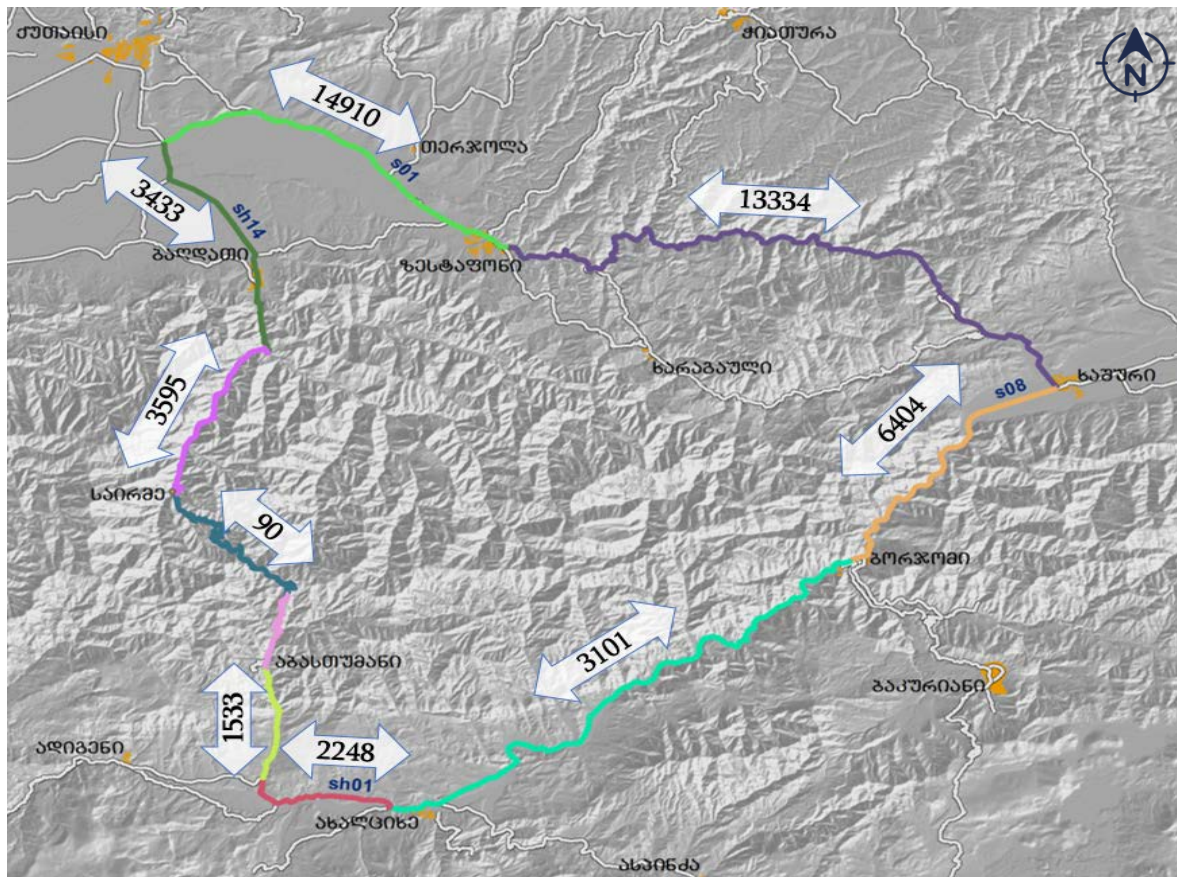 ქუთაისი
ჭიათურა
N
14910
თერჯოლა
s01
3433
sh14
13334
ბაღდათი
ზესტაფონი
ხარაგაული
ხაშური
s08
3595
6404
საირმე
90
ბორჯომი
3101
აბასთუმანი
ბაკურიანი
1533
ადიგენი
2248
sh01
ახალციხე
ასპინძა